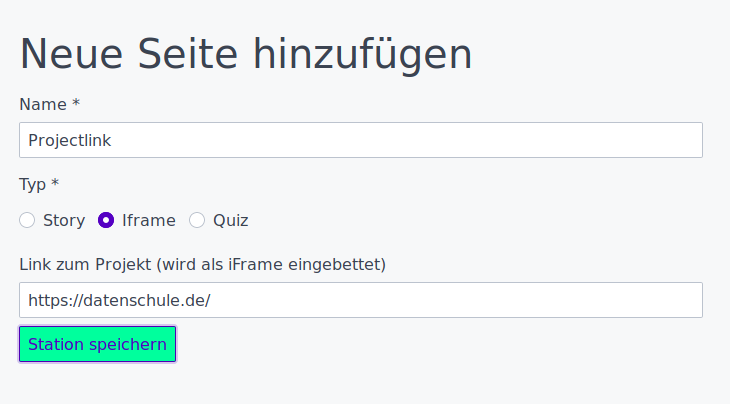 Neue Seite hinzufügen
Name *
Projectlink
Typ *
Story Iframe Quiz
Link zum Projekt (wird als iFrame eingebettet)
https://datenschule.de/
Station speichern